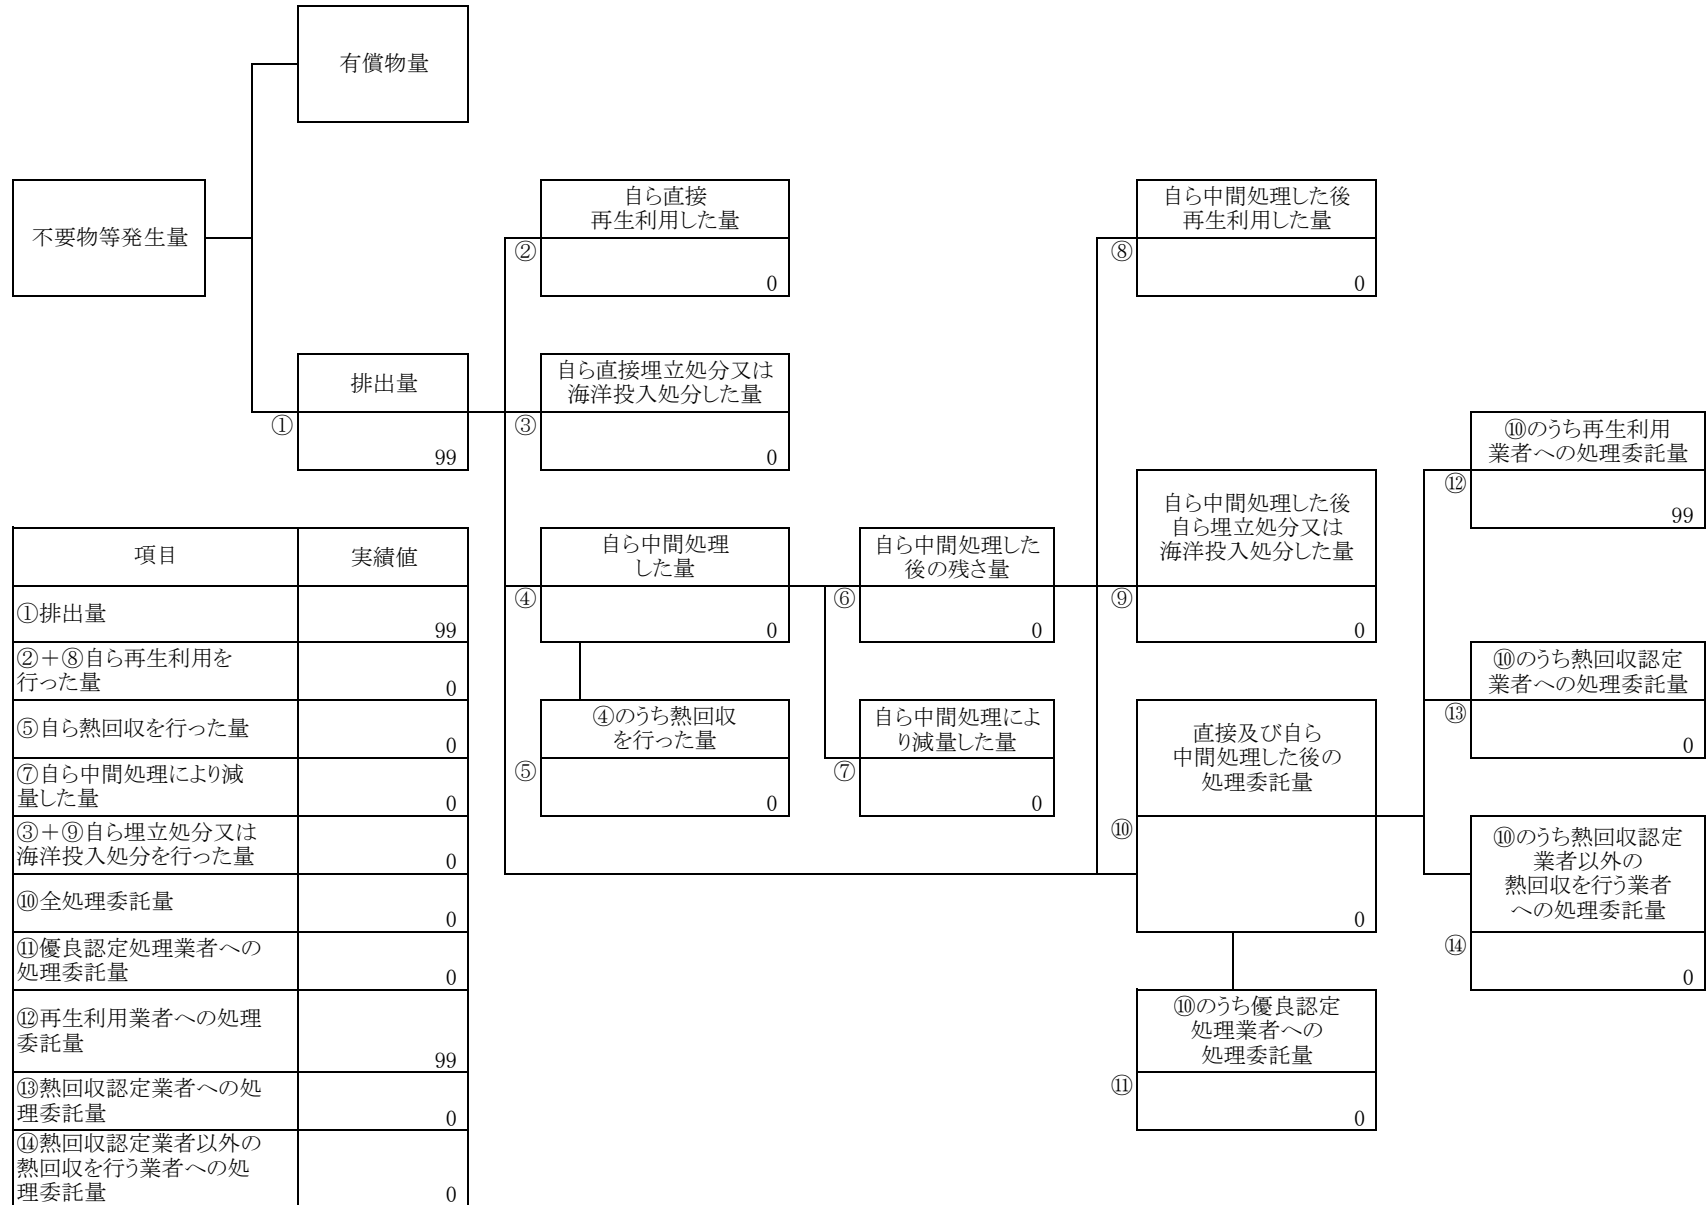 有償物量
不要物等発生量
自ら直接
再生利用した量
②
0
自ら中間処理した後
再生利用した量
⑧
0
排出量
①
99
自ら直接埋立処分又は
海洋投入処分した量
③
0
⑩のうち再生利用
業者への処理委託量
⑫
99
自ら中間処理
した量
④
0
自ら中間処理した
後の残さ量
⑥
0
自ら中間処理した後
自ら埋立処分又は
海洋投入処分した量
⑨
0
⑩のうち熱回収認定
業者への処理委託量
⑬
0
④のうち熱回収
を行った量
⑤
0
自ら中間処理によ
り減量した量
⑦
0
直接及び自ら
中間処理した後の
処理委託量
⑩
0
⑩のうち熱回収認定
業者以外の
熱回収を行う業者
への処理委託量
⑭
0
⑩のうち優良認定
処理業者への
処理委託量
⑪
0
項目 実績値
①排出量
99
②+⑧自ら再生利用を
行った量
0
⑤自ら熱回収を行った量
0
⑦自ら中間処理により減
量した量
0
③+⑨自ら埋立処分又は
海洋投入処分を行った量
0
⑩全処理委託量
0
⑪優良認定処理業者への
処理委託量
0
⑫再生利用業者への処理
委託量
99
⑬熱回収認定業者への処
理委託量
0
⑭熱回収認定業者以外の
熱回収を行う業者への処
理委託量
0